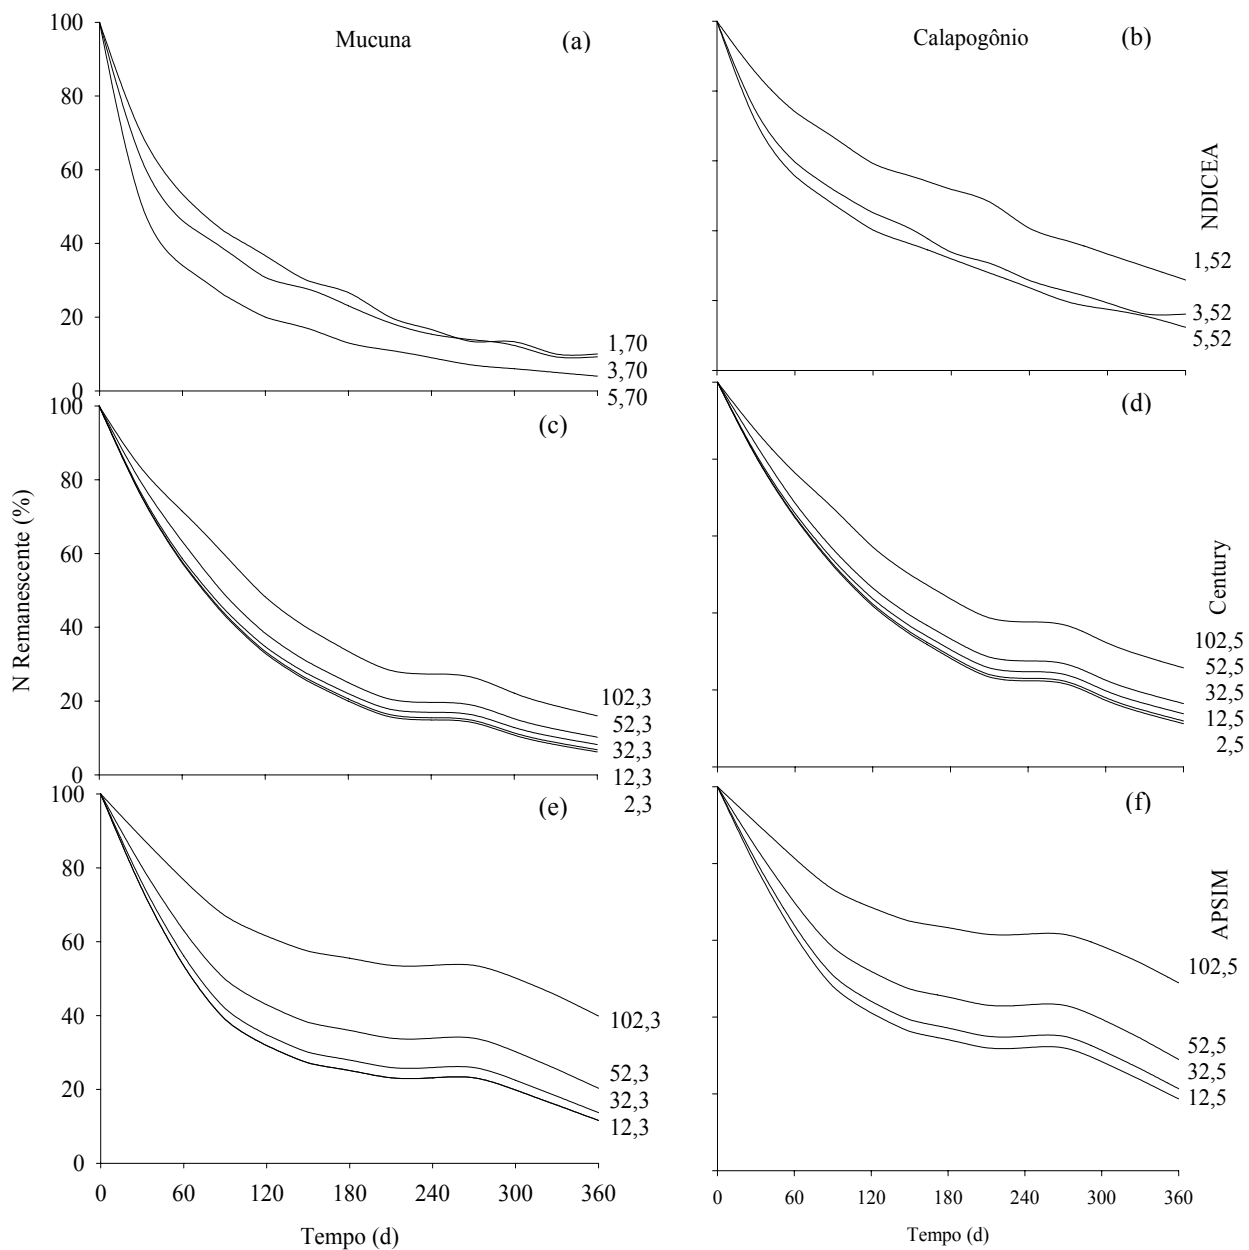 Mucuna
(a)
100
80
60
40
20
0
1,70
3,70
5,70
Calapogônio
(b)
NDICEA
1,52
3,52
5,52
(c)
100
80
60
40
20
0
102,3
52,3
32,3
12,3
2,3
N Remanescente (%)
(d)
Century
102,5
52,5
32,5
12,5
2,5
(e)
100
80
60
40
20
0
102,3
52,3
32,3
12,3
0 60 120 180 240 300 360
Tempo (d)
(f)
APSIM
102,5
52,5
32,5
12,5
0 60 120 180 240 300 360
Tempo (d)